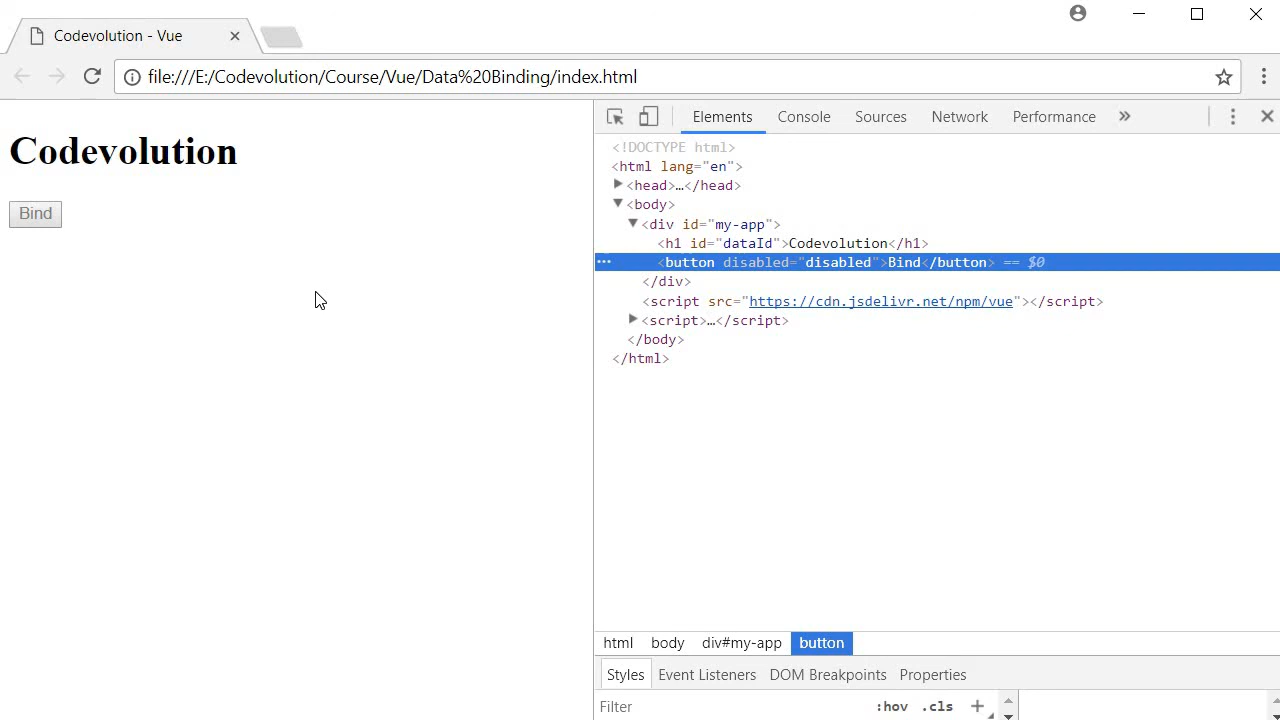 Codevolution - Vue
file:///E:/Codevolution/Course/Vue/Data%20Binding/index.html
Codevolution
Bind
Elements Console Sources Network Performance »
<!DOCTYPE html>
<html lang="en">
<head>…</head>
<body>
<div id="my-app">
<h1 id="dataId">Codevolution</h1>
<button disabled="disabled">Bind</button> == $0
</div>
<script src="https://cdn.jsdelivr.net/npm/vue"></script>
<script>…</script>
</body>
</html>
html body div#my-app button
Styles Event Listeners DOM Breakpoints Properties
Filter :hov .cls +